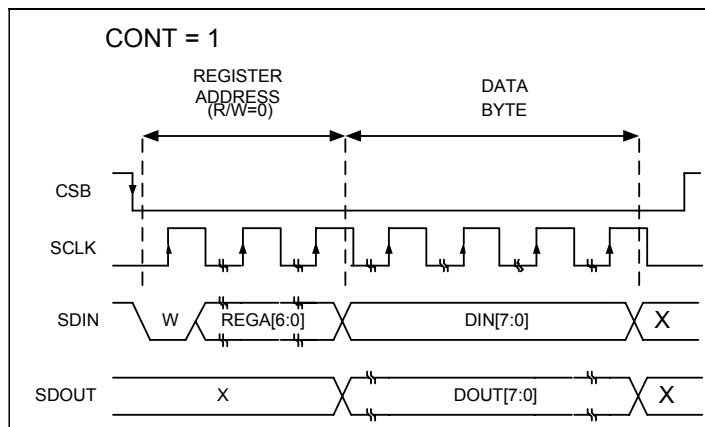 CONT = 1
REGISTER
ADDRESS
(R/W=0)
DATA
BYTE
CSB
SCLK
SDIN
W
REGA[6:0]
DIN[7:0]
X
SDOUT
X
DOUT[7:0]
X